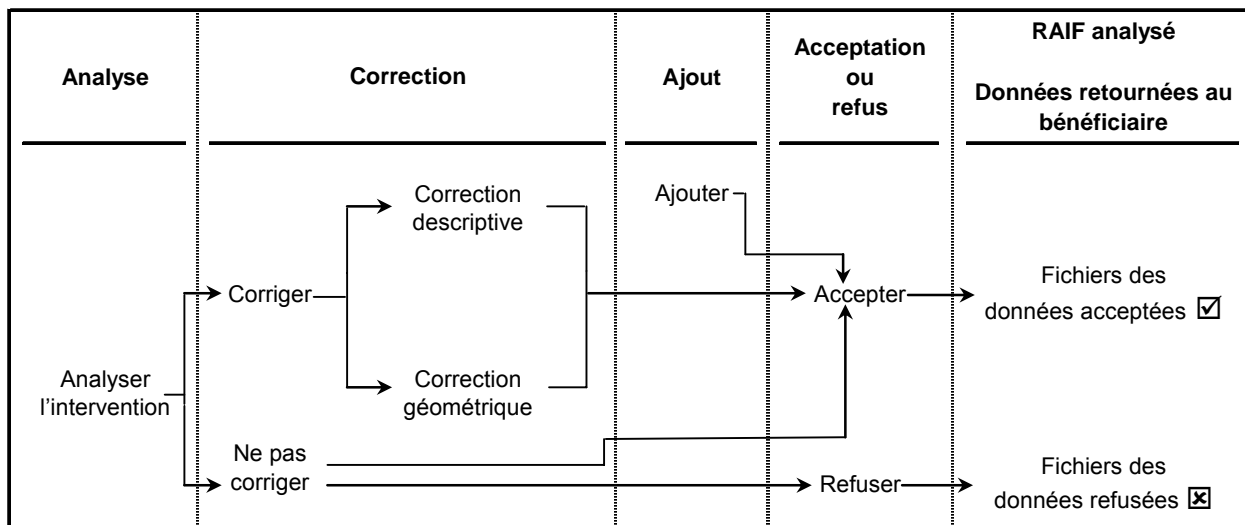 Analyse
Correction
Ajout
Acceptation
ou
refus
RAIF analysé
Données retournées au
bénéficiaire
Analyser
l'intervention
Corriger
Correction
descriptive
Correction
géométrique
Ne pas
corriger
Ajouter
Accepter
Refuser
Fichiers des
données acceptées ☑
Fichiers des
données refusées ☒